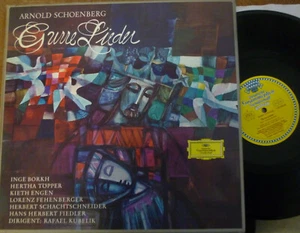 ARNOLD SCHOENBERG
Gurre Lieder
INGE BORKH
HERTHA TÖPPER
KIETH ENGEN
LORENZ FEHENBERGER
HERBERT SCHACHTSCHNEIDER
HANS HERBERT FIEDLER
DIRIGENT: RAFAEL KUBELIK